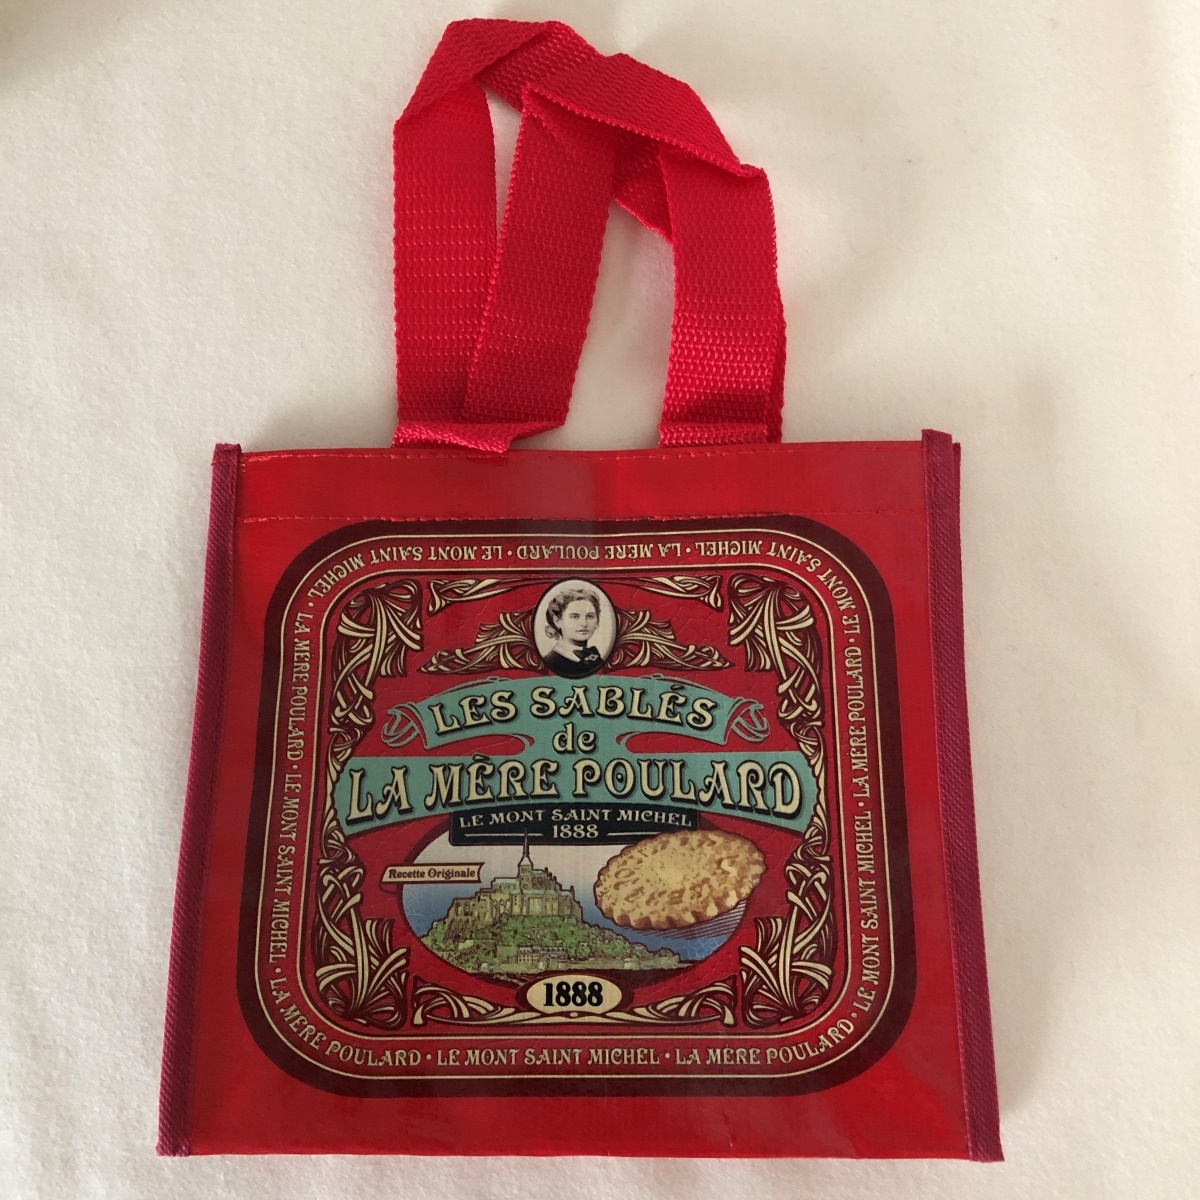 LE MONT SAINT MICHEL · LA MÈRE POULARD · LE MONT SAINT MICHEL · LA MÈRE POULARD · LE MONT SAINT MICHEL · LA MÈRE POULARD · LE MONT SAINT MICHEL · LA MÈRE POULARD · LE MONT SAINT MICHEL · LA MÈRE POULARD ·
LES SABLÉS
de
LA MÈRE POULARD
LE MONT SAINT MICHEL
1888
Recette Originale
1888